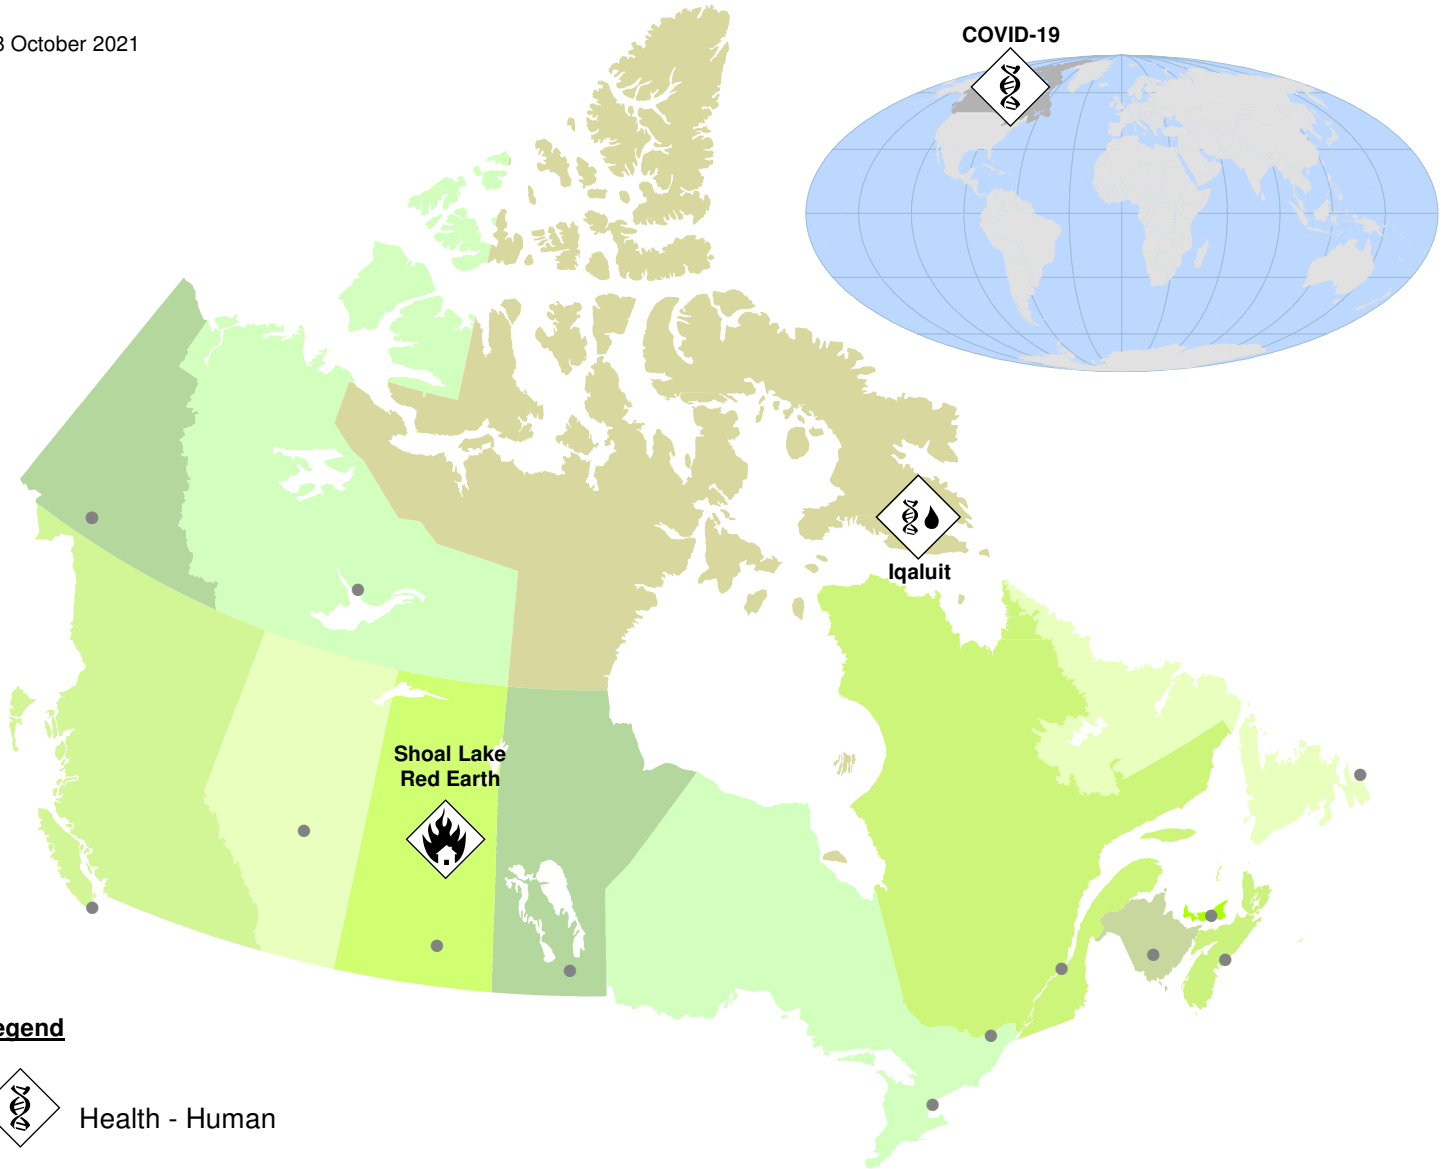 3 October 2021
COVID-19
Iqaluit
Shoal Lake
Red Earth
egend
Health - Human